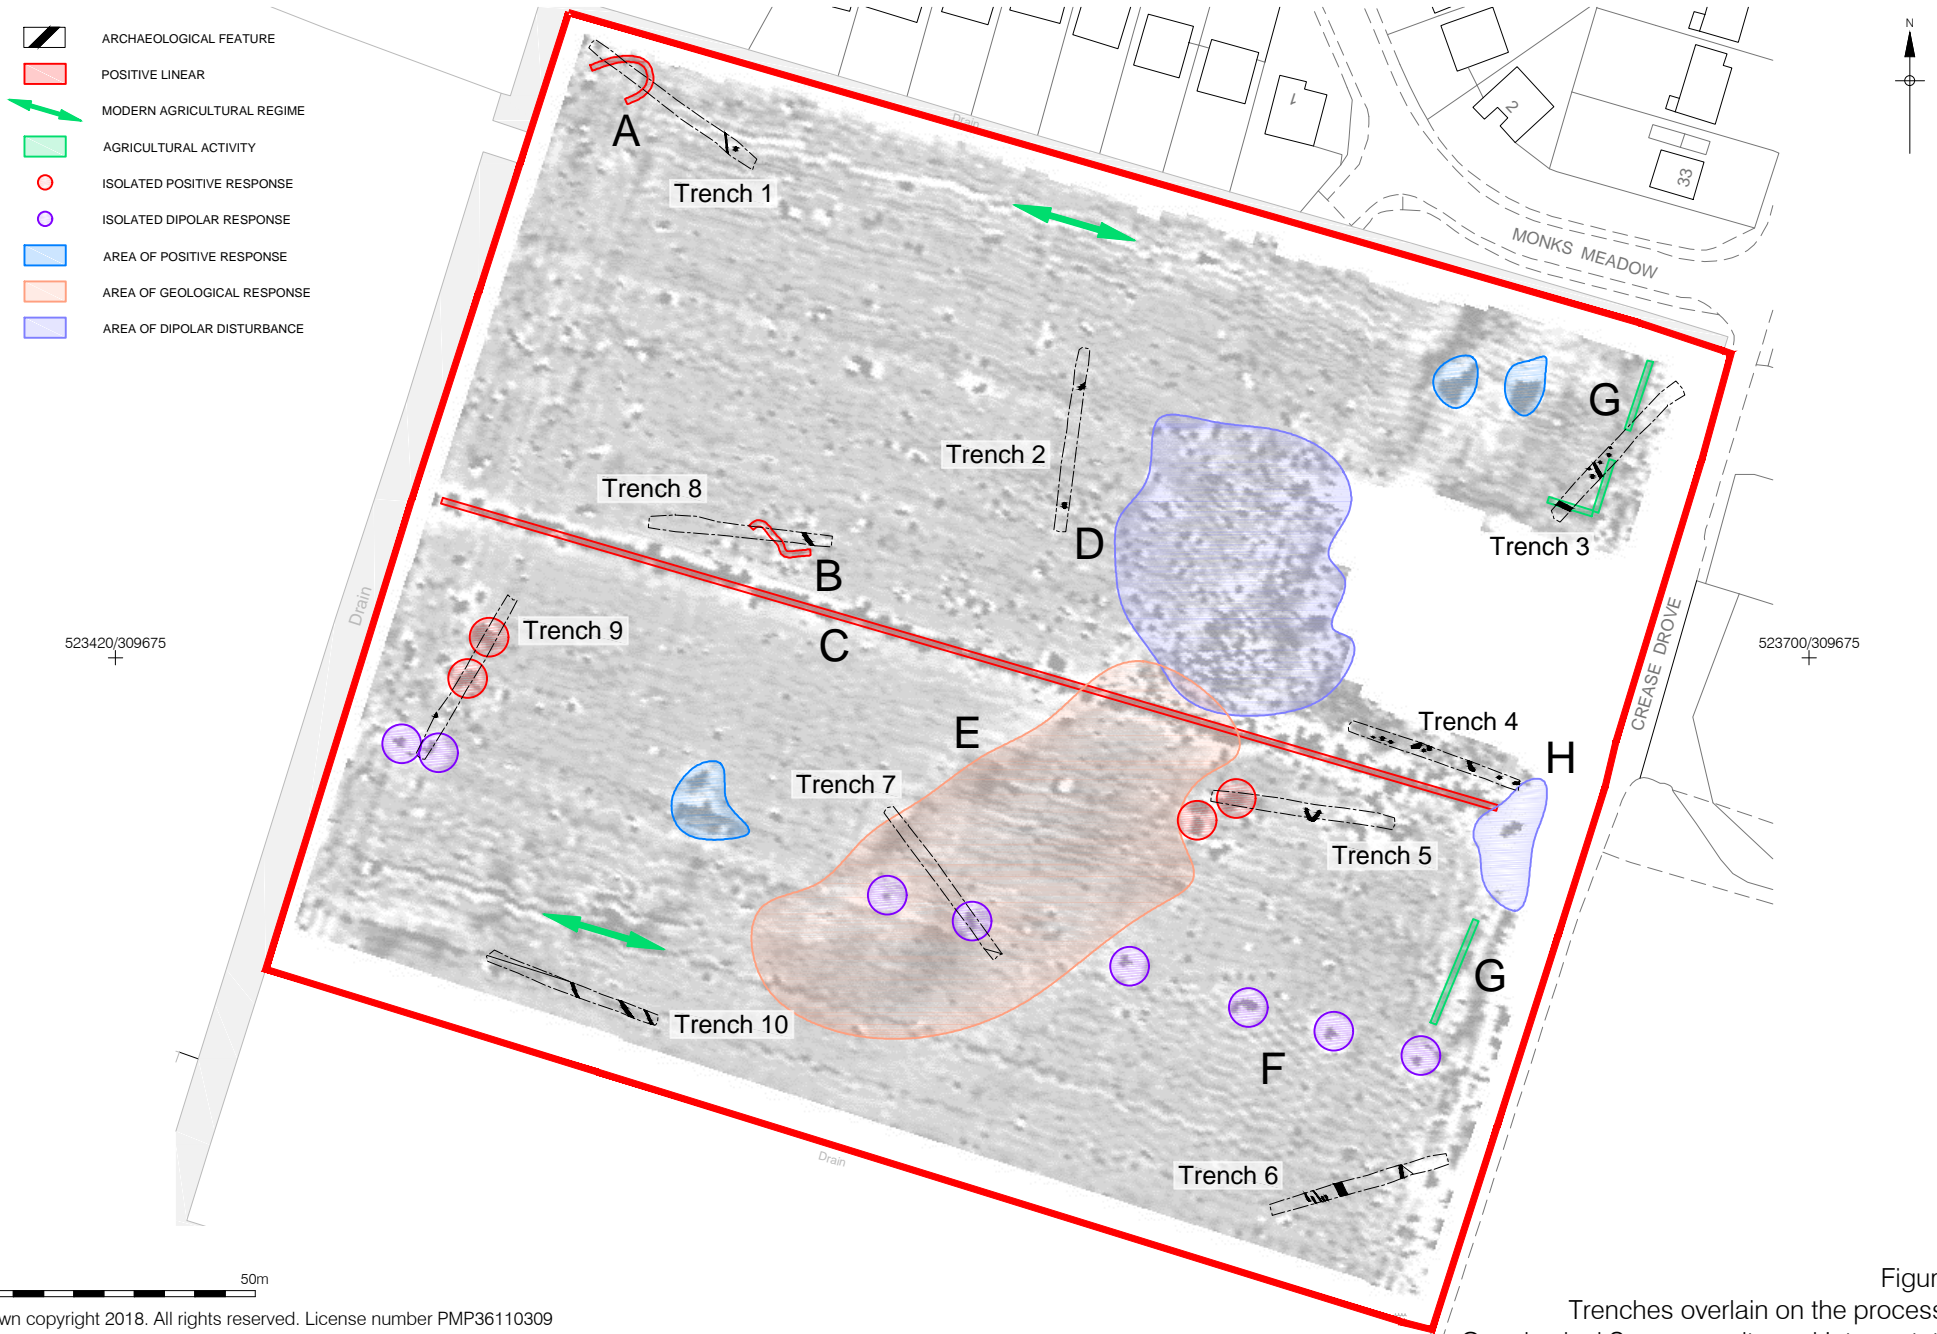 ARCHAEOLOGICAL FEATURE
POSITIVE LINEAR
MODERN AGRICULTURAL REGIME
AGRICULTURAL ACTIVITY
ISOLATED POSITIVE RESPONSE
ISOLATED DIPOLAR RESPONSE
AREA OF POSITIVE RESPONSE
AREA OF GEOLOGICAL RESPONSE
AREA OF DIPOLAR DISTURBANCE
N
Drain
1
2
33
MONKS MEADOW
A
Trench 1
G
Trench 2
Trench 8
D
Trench 3
B
Drain
Trench 9
C
523420/309675
523700/309675
CREASE DROVE
E
Trench 4
H
Trench 7
Trench 5
G
Trench 10
F
Drain
Trench 6
50m
wn copyright 2018. All rights reserved. License number PMP36110309
Figur
Trenches overlain on the process